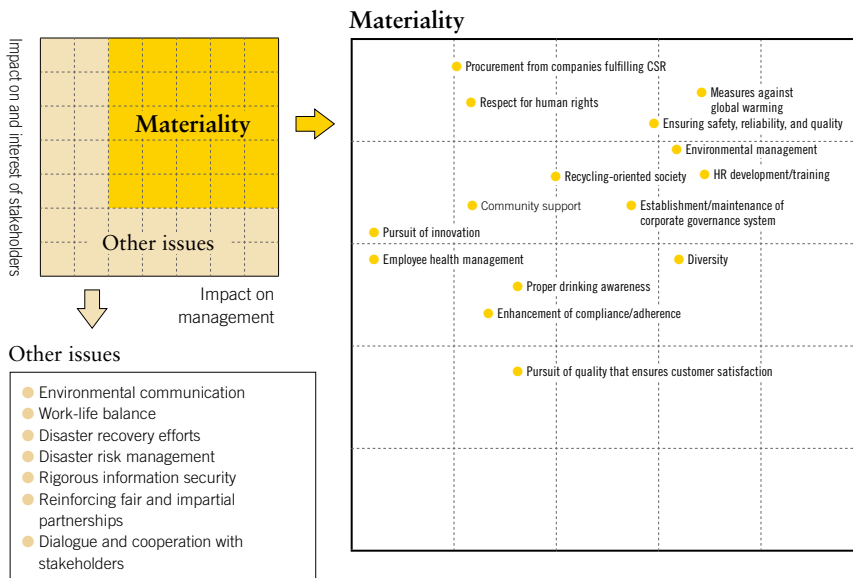 Impact on and interest of stakeholders
Materiality
Other issues
Impact on
management
Other issues
Environmental communication
Work-life balance
Disaster recovery efforts
Disaster risk management
Rigorous information security
Reinforcing fair and impartial
partnerships
Dialogue and cooperation with
stakeholders
Materiality
Procurement from companies fulfilling CSR
Measures against
global warming
Respect for human rights
Ensuring safety, reliability, and quality
Environmental management
Recycling-oriented society
HR development/training
Community support
Establishment/maintenance of
corporate governance system
Pursuit of innovation
Employee health management
Diversity
Proper drinking awareness
Enhancement of compliance/adherence
Pursuit of quality that ensures customer satisfaction